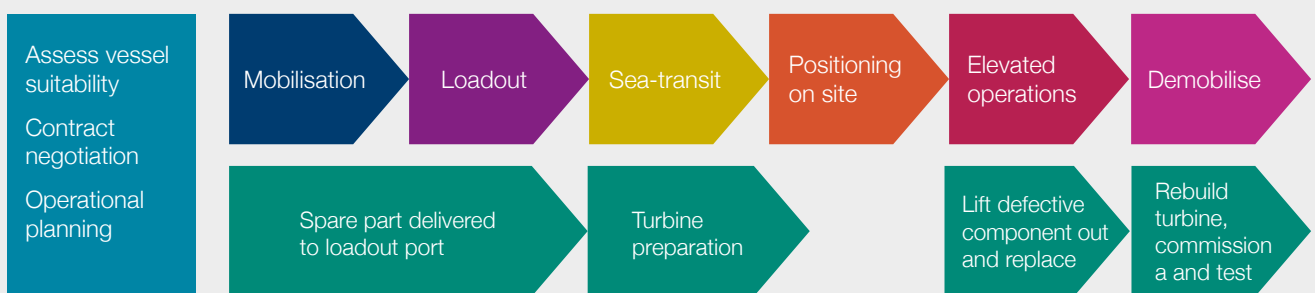 Assess vessel
suitability
Contract
negotiation
Operational
planning
Mobilisation
Loadout
Sea-transit
Positioning
on site
Elevated
operations
Demobilise
Spare part delivered
to loadout port
Turbine
preparation
Lift defective
component out
and replace
Rebuild
turbine,
commission
a and test